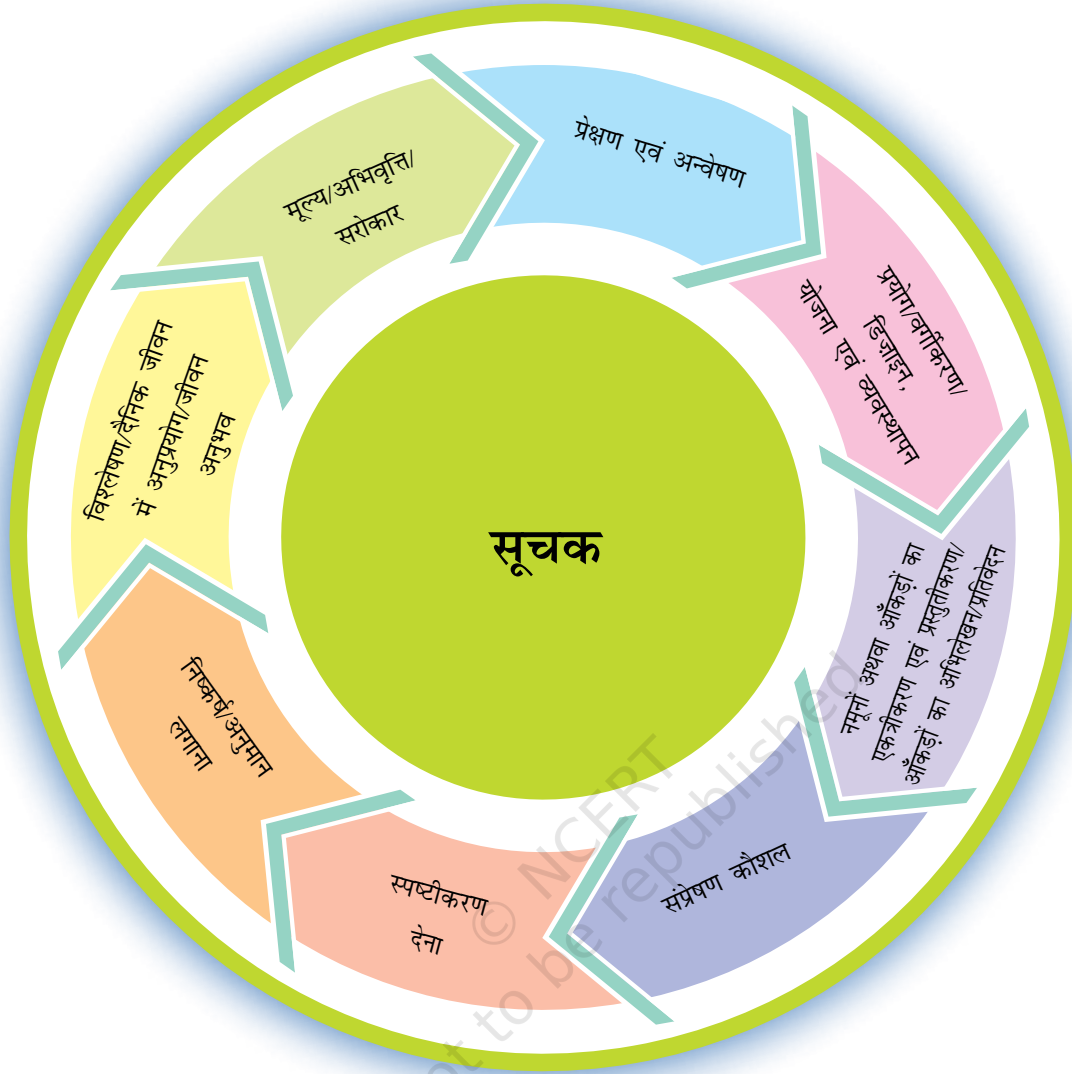 प्रेक्षण एवं अन्वेषण
प्रयोग/वर्गीकरण/
डिज़ाइन,
योजना एवं व्यवस्थापन
नमूनों अथवा आँकड़ों का
एकत्रीकरण एवं प्रस्तुतीकरण/
आँकड़ों का अभिलेखन/प्रतिवेदन
संप्रेषण कौशल
स्पष्टीकरण
देना
निष्कर्ष/अनुमान
लगाना
विश्लेषण/दैनिक जीवन
में अनुप्रयोग/जीवन
अनुभव
मूल्य/अभिवृत्ति/
सरोकार
सूचक
© NCERT
to be republished